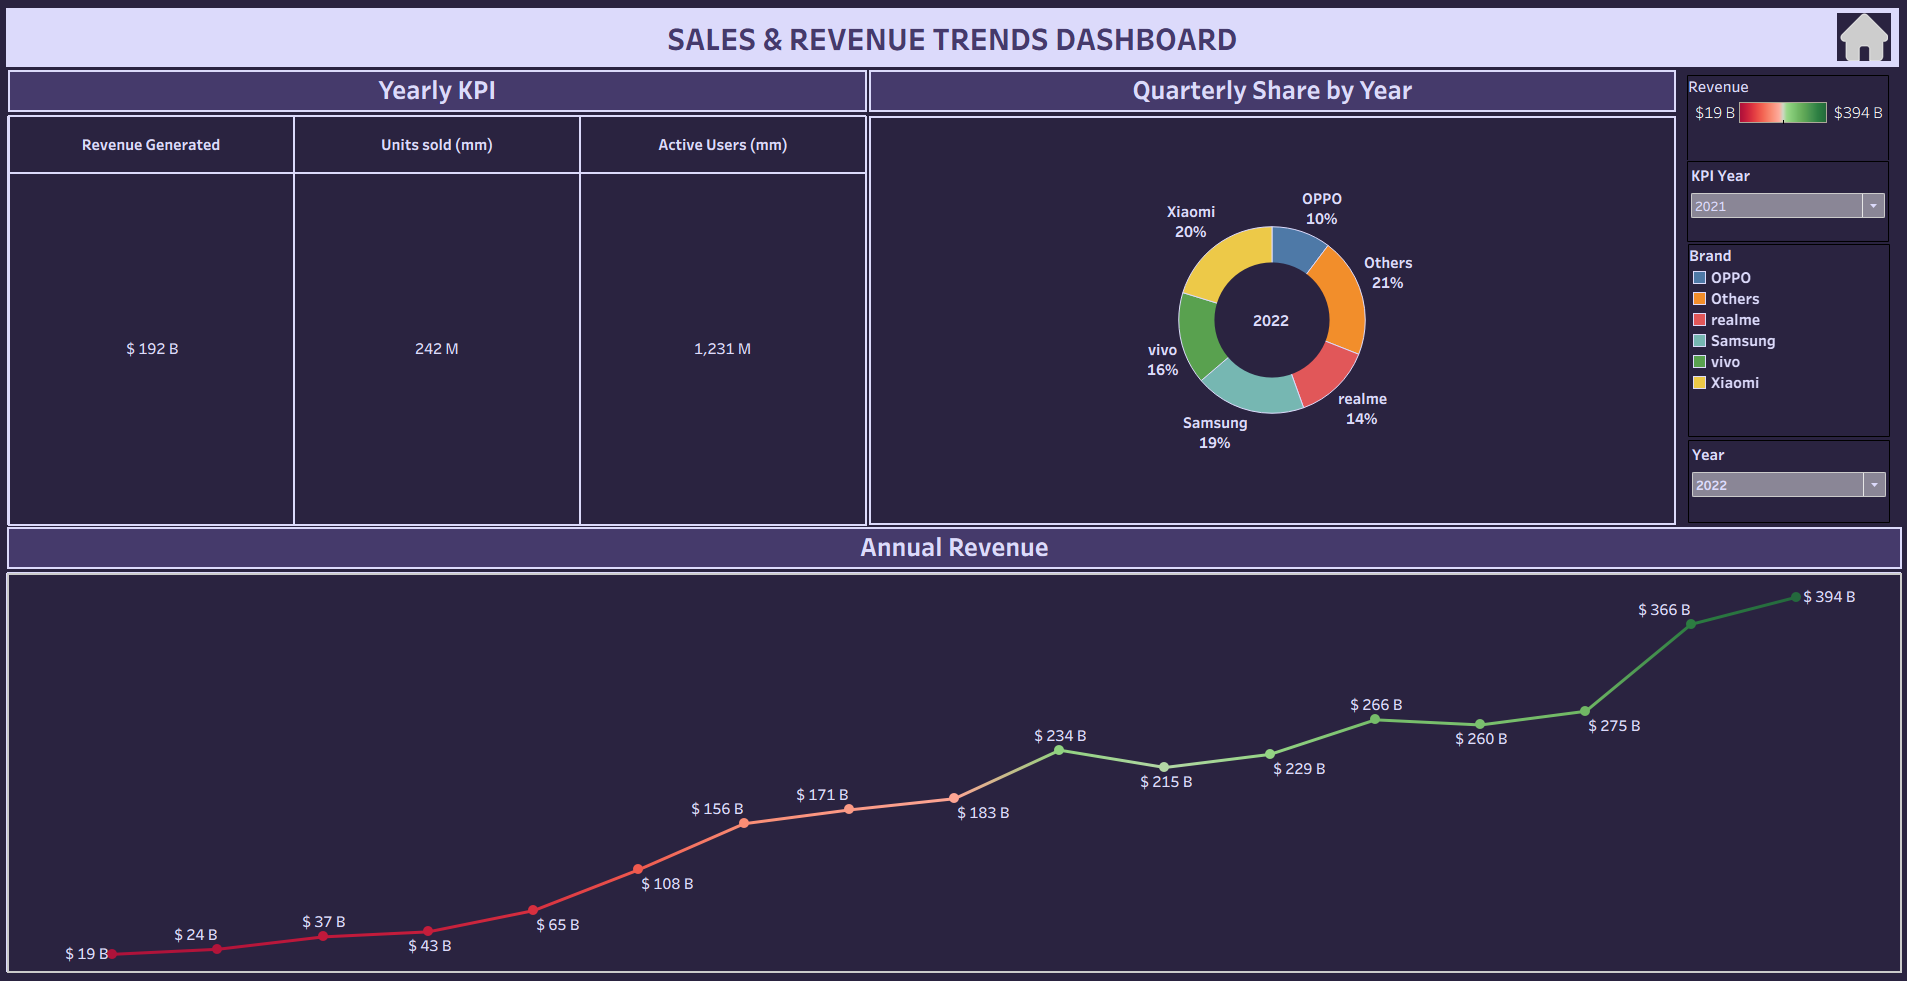 SALES & REVENUE TRENDS DASHBOARD
Yearly KPI
Quarterly Share by Year
Revenue Generated
Units sold (mm)
Active Users (mm)
$ 192 B
242 M
1,231 M
OPPO
10%
Others
21%
realme
14%
Samsung
19%
vivo
16%
Xiaomi
20%
2022
Revenue
$19 B
$394 B
KPI Year
2021
Brand
OPPO
Others
realme
Samsung
vivo
Xiaomi
Year
2022
Annual Revenue
$ 19 B
$ 24 B
$ 37 B
$ 43 B
$ 65 B
$ 108 B
$ 156 B
$ 171 B
$ 183 B
$ 234 B
$ 215 B
$ 229 B
$ 266 B
$ 260 B
$ 275 B
$ 366 B
$ 394 B